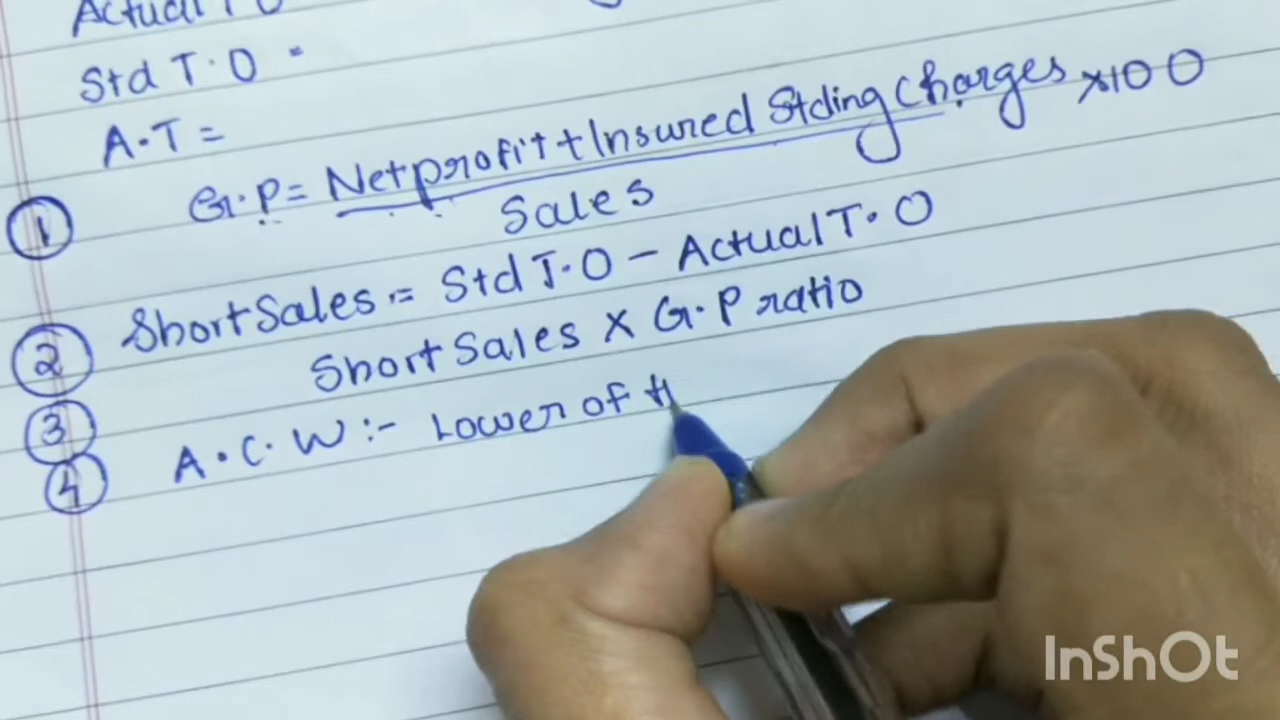 Actual T.O
Std T.O =
A.T =
① G.P = Net profit + Insured Stding Charges × 100
Sales
② Short Sales = Std T.O - Actual T.O
③ Short Sales × G.P ratio
④ A.C.W :- Lower of
InShOt